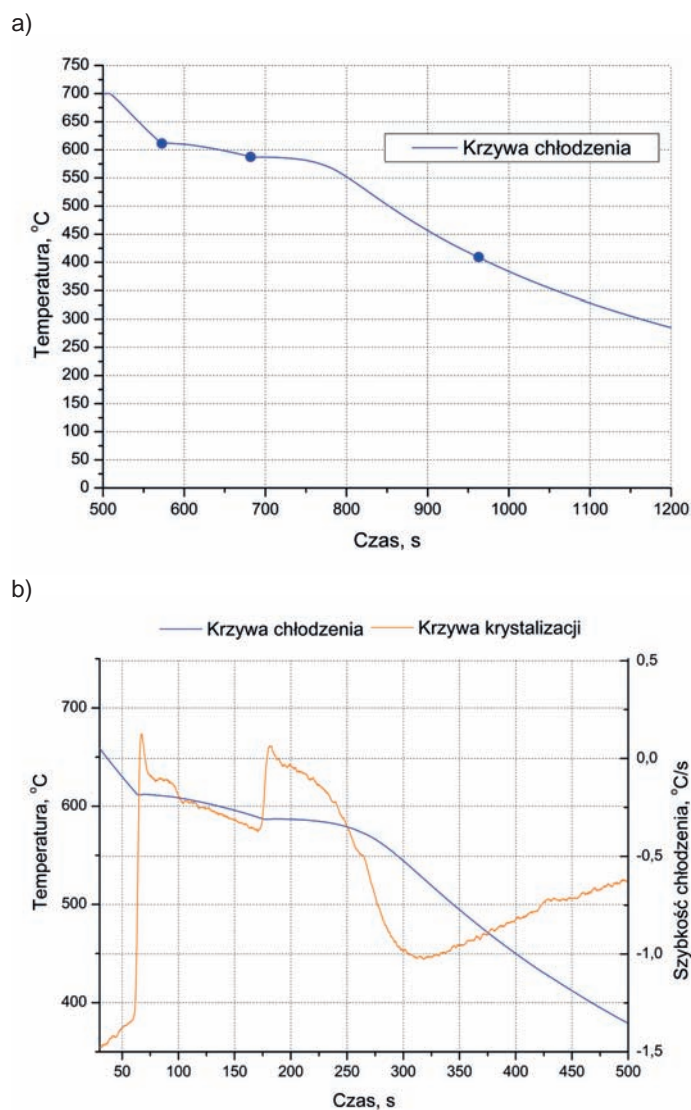 a)
750
700
650
600
550
500
450
400
350
300
250
200
150
100
50
0
Temperatura, °C
Krzywa chłodzenia
500 600 700 800 900 1000 1100 1200
Czas, s
b)
Krzywa chłodzenia Krzywa krystalizacji
700
600
500
400
Temperatura, °C
0,5
0,0
-0,5
-1,0
-1,5
Szybkość chłodzenia, °C/s
50 100 150 200 250 300 350 400 450 500
Czas, s